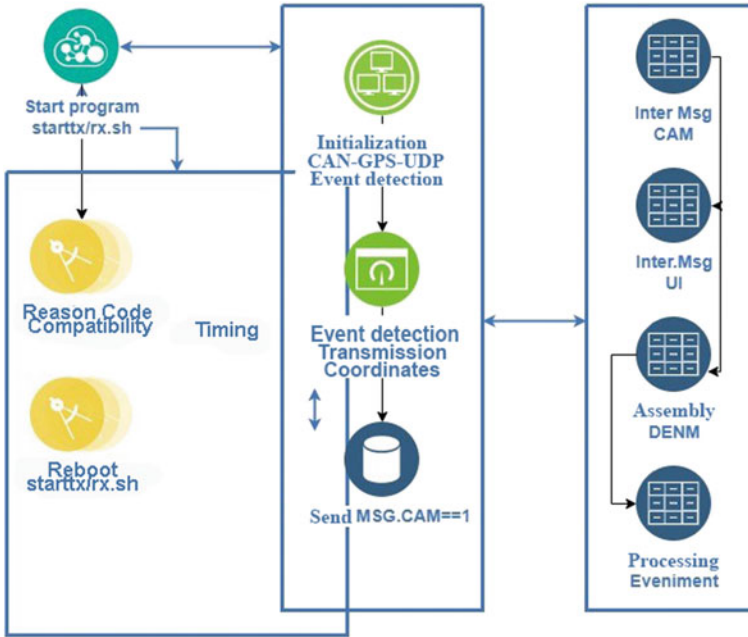 Start program
starttx/rx.sh
Reason Code
Compatibility
Timing
Reboot
starttx/rx.sh
Initialization
CAN-GPS-UDP
Event detection
Event detection
Transmission
Coordinates
Send MSG.CAM==1
Inter Msg
CAM
Inter.Msg
UI
Assembly
DENM
Processing
Eveniment